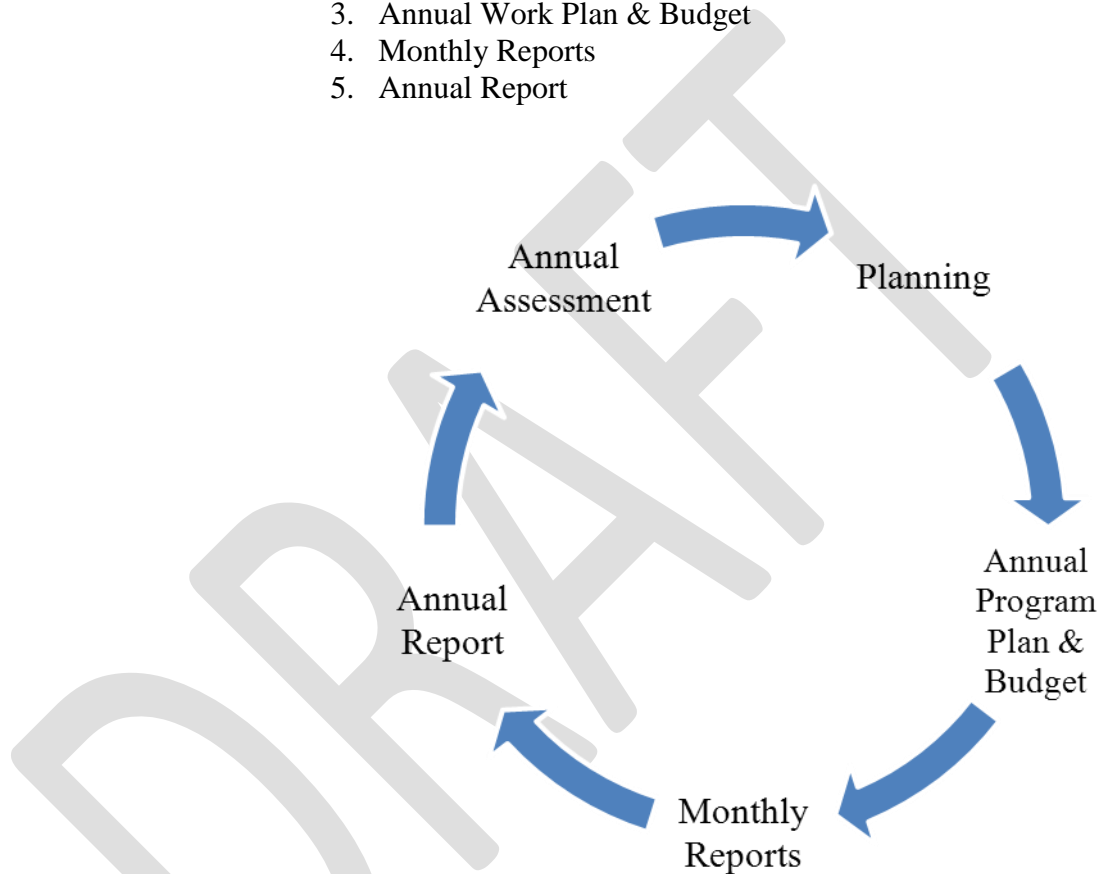 3. Annual Work Plan & Budget
4. Monthly Reports
5. Annual Report
Annual
Assessment
Planning
Annual
Program
Plan &
Budget
Monthly
Reports
Annual
Report
DRAFT